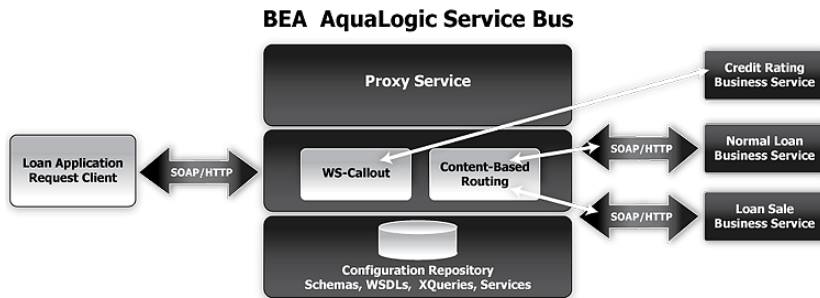 BEA AquaLogic Service Bus
Proxy Service
Credit Rating
Business Service
Loan Application
Request Client
SOAP/HTTP
WS-Callout
Content-Based
Routing
SOAP/HTTP
Normal Loan
Business Service
SOAP/HTTP
Loan Sale
Business Service
Configuration Repository
Schemas, WSDLs, XQueries, Services